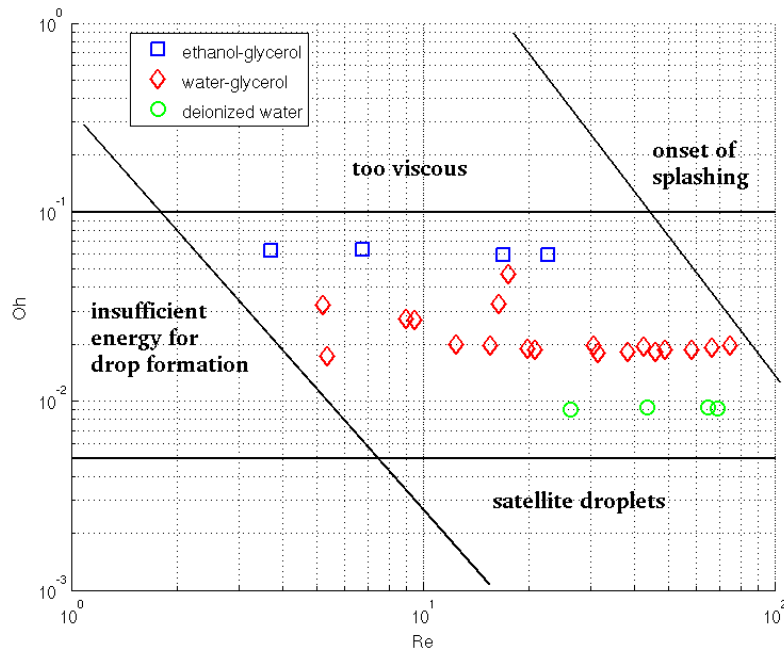 10^0
ethanol-glycerol
water-glycerol
deionized water
too viscous
onset of
splashing
10^-1
Oh
insufficient
energy for
drop formation
10^-2
satellite droplets
10^-3
10^0
10^1
10^2
Re